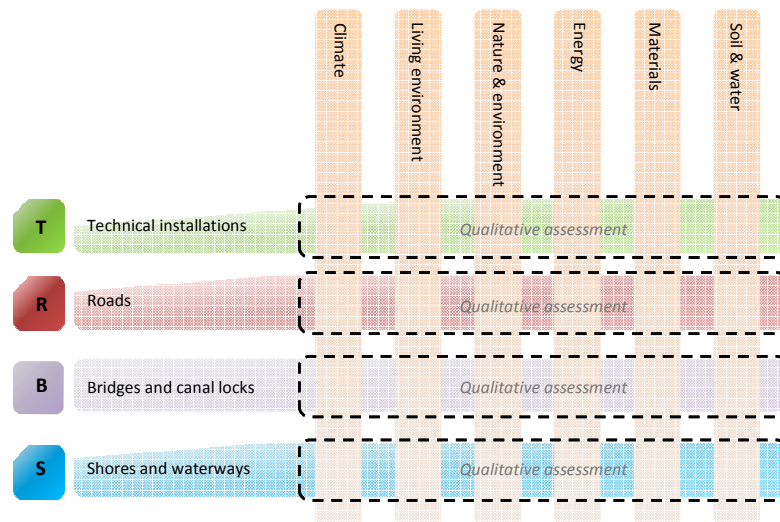 Climate
Living environment
Nature & environment
Energy
Materials
Soil & water
T
Technical installations
Qualitative assessment
R
Roads
Qualitative assessment
B
Bridges and canal locks
Qualitative assessment
S
Shores and waterways
Qualitative assessment